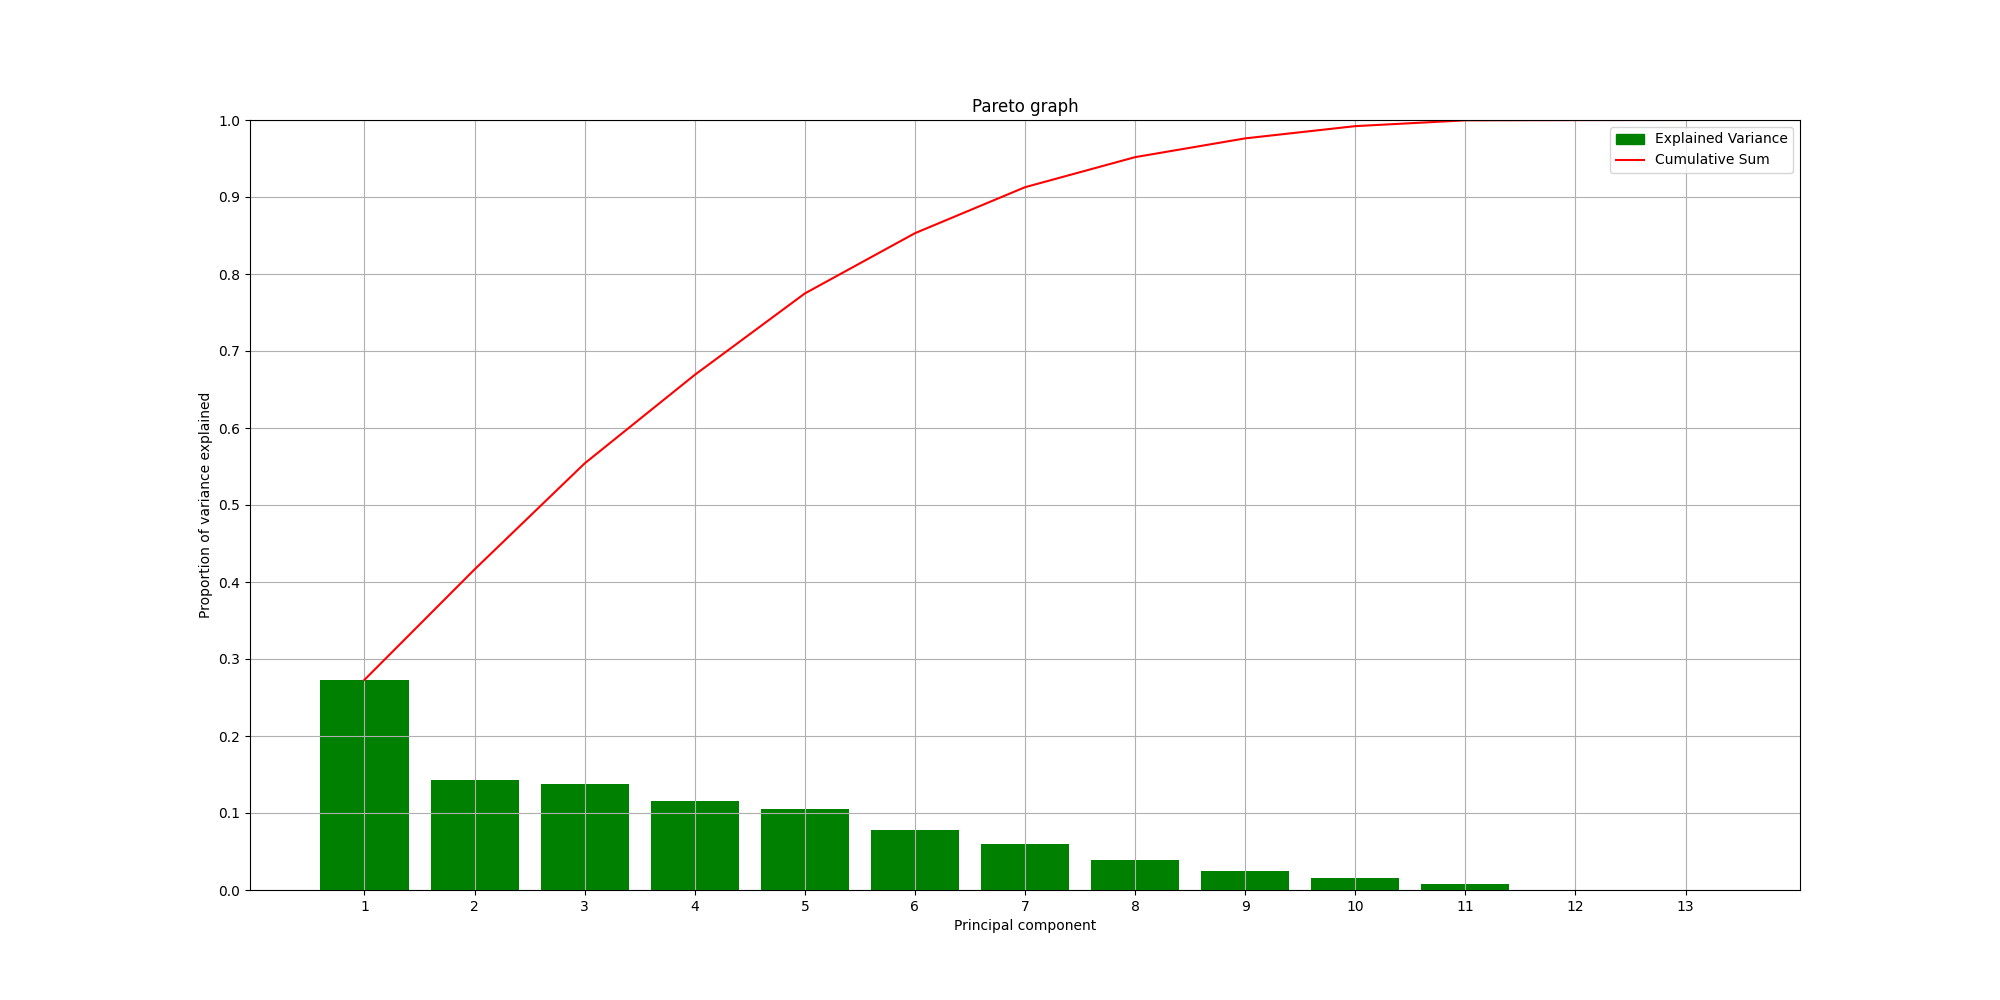 Pareto graph
Explained Variance
Cumulative Sum
1.0
0.9
0.8
0.7
0.6
0.5
0.4
0.3
0.2
0.1
0.0
Proportion of variance explained
1 2 3 4 5 6 7 8 9 10 11 12 13
Principal component